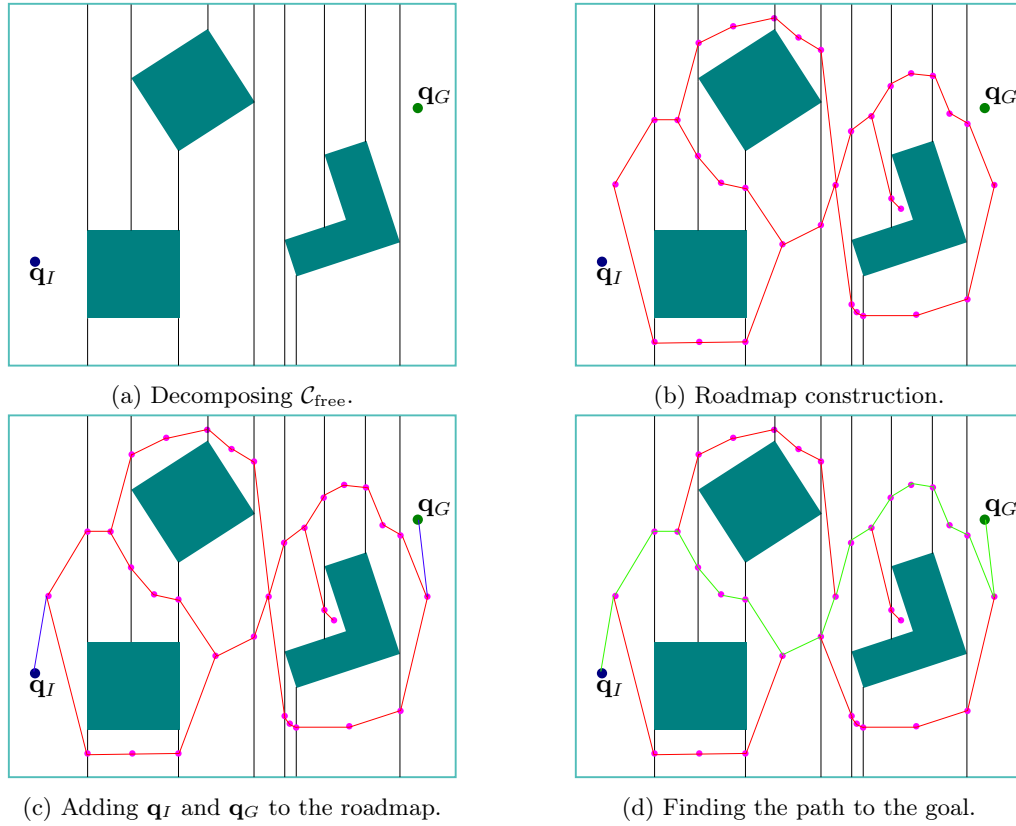 q_G
q_I
q_G
q_I
(a) Decomposing 𝒞_free.
(b) Roadmap construction.
q_G
q_I
q_G
q_I
(c) Adding q_I and q_G to the roadmap.
(d) Finding the path to the goal.